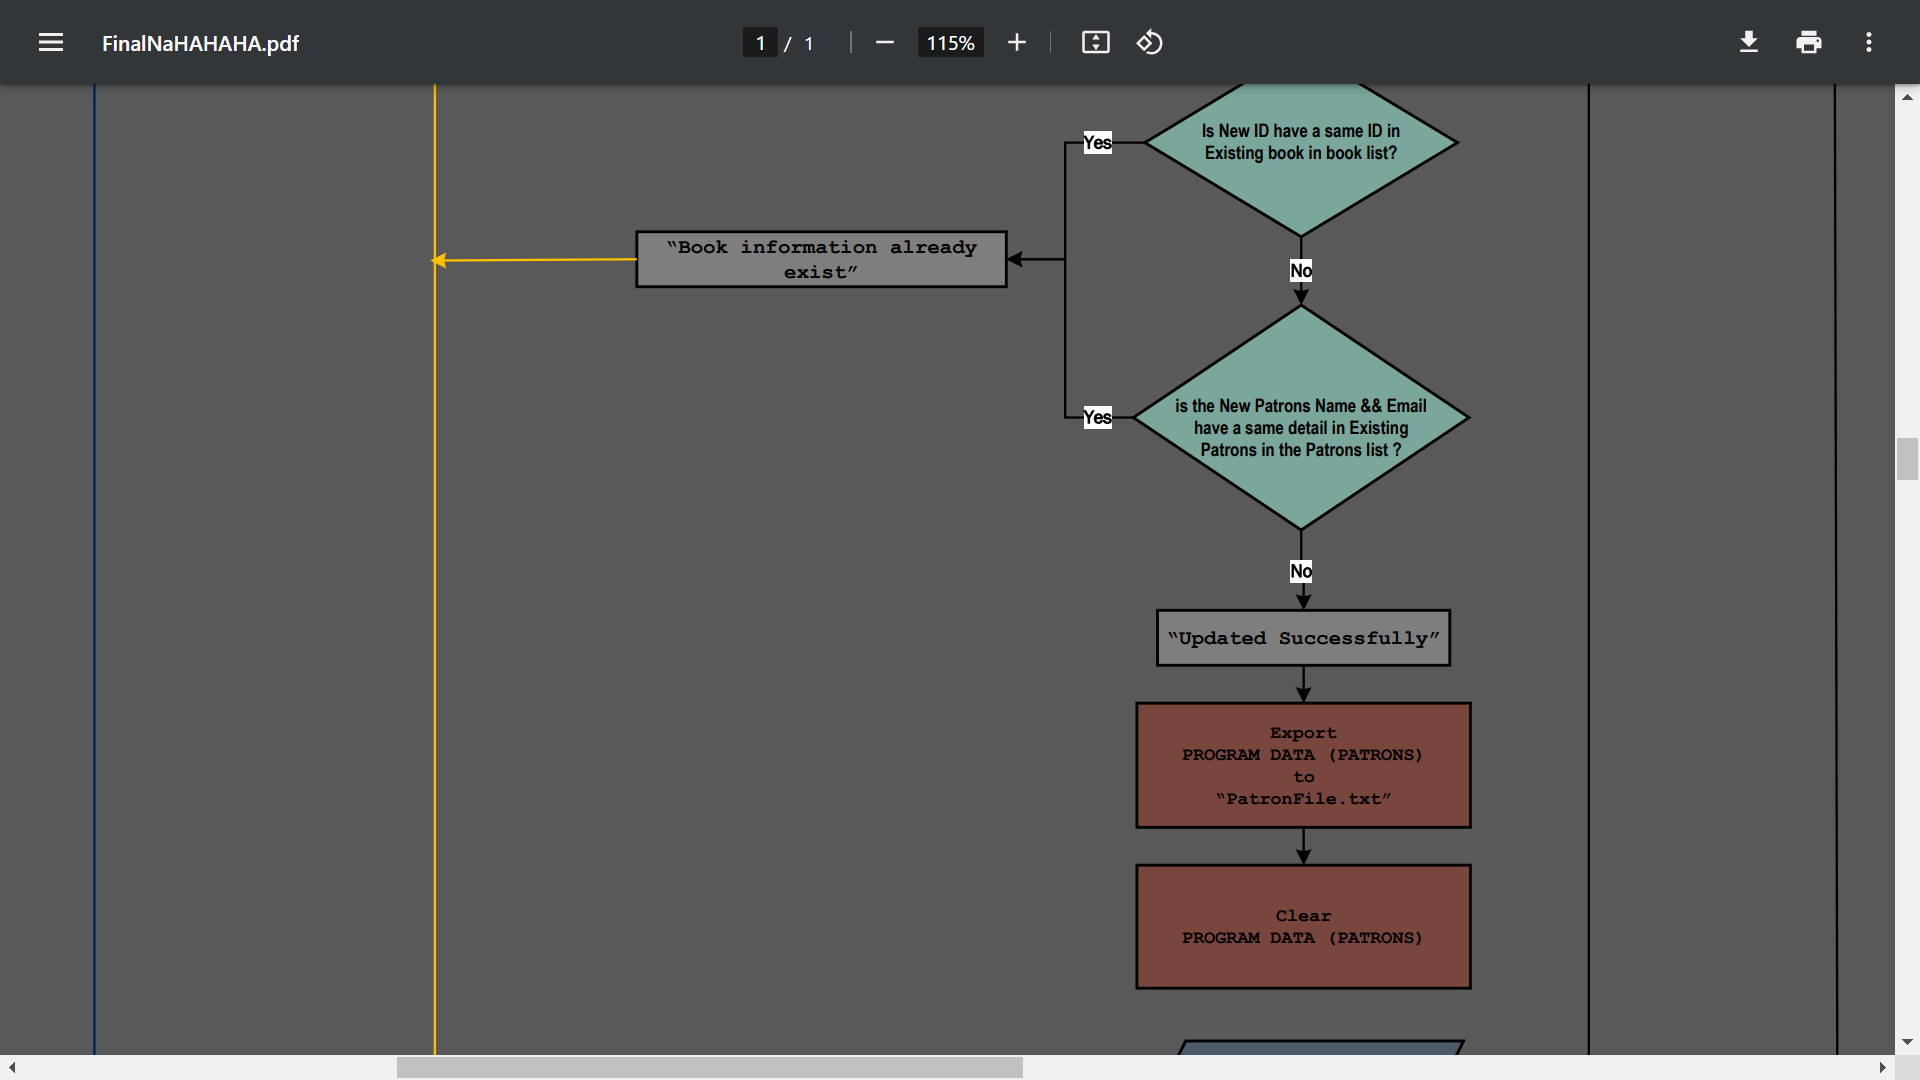 FinalNaHAHAHA.pdf
1 / 1
115%
Is New ID have a same ID in
Existing book in book list?
Yes
“Book information already
exist”
No
is the New Patrons Name && Email
have a same detail in Existing
Patrons in the Patrons list ?
Yes
No
“Updated Successfully”
Export
PROGRAM DATA (PATRONS)
to
“PatronFile.txt”
Clear
PROGRAM DATA (PATRONS)